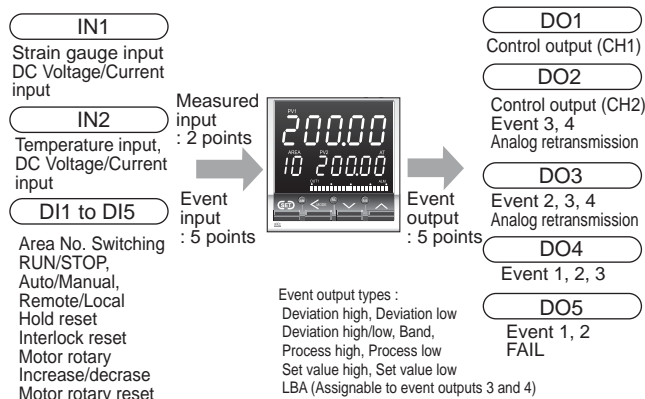 IN1
Strain gauge input
DC Voltage/Current
input
IN2
Temperature input,
DC Voltage/Current
input
DI1 to DI5
Area No. Switching
RUN/STOP,
Auto/Manual,
Remote/Local
Hold reset
Interlock reset
Motor rotary
Increase/decrase
Motor rotary reset
Measured
input
: 2 points
Event
input
: 5 points
PV1
200.00
AREA
PV2
AT
10 200.00
OUT1
ALM
SET
Event
output
: 5 points
Event output types :
Deviation high, Deviation low
Deviation high/low, Band,
Process high, Process low
Set value high, Set value low
LBA (Assignable to event outputs 3 and 4)
DO1
Control output (CH1)
DO2
Control output (CH2)
Event 3, 4
Analog retransmission
DO3
Event 2, 3, 4
Analog retransmission
DO4
Event 1, 2, 3
DO5
Event 1, 2
FAIL